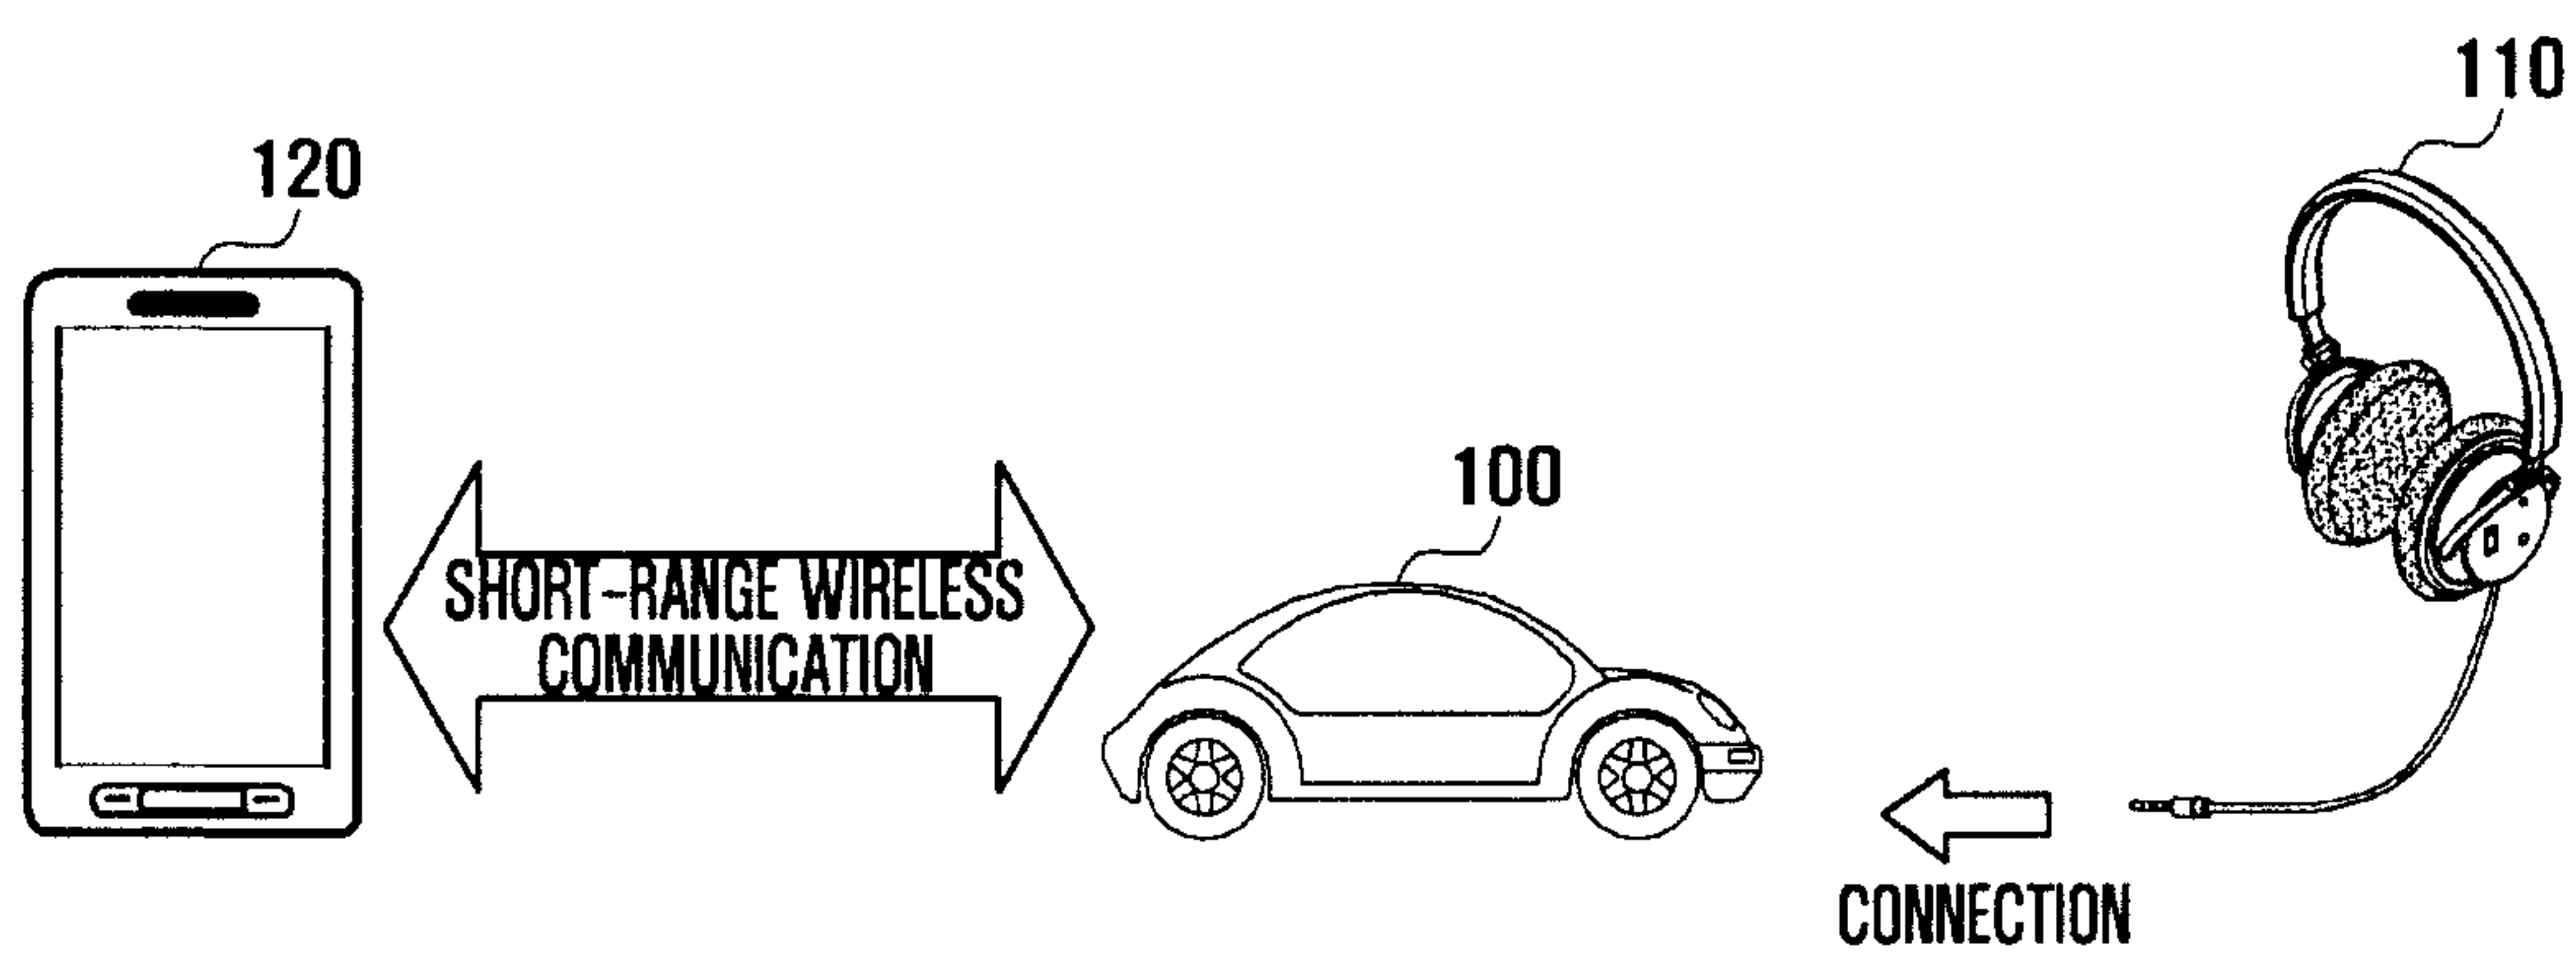 110
120
100
SHORT-RANGE WIRELESS
COMMUNICATION
CONNECTION